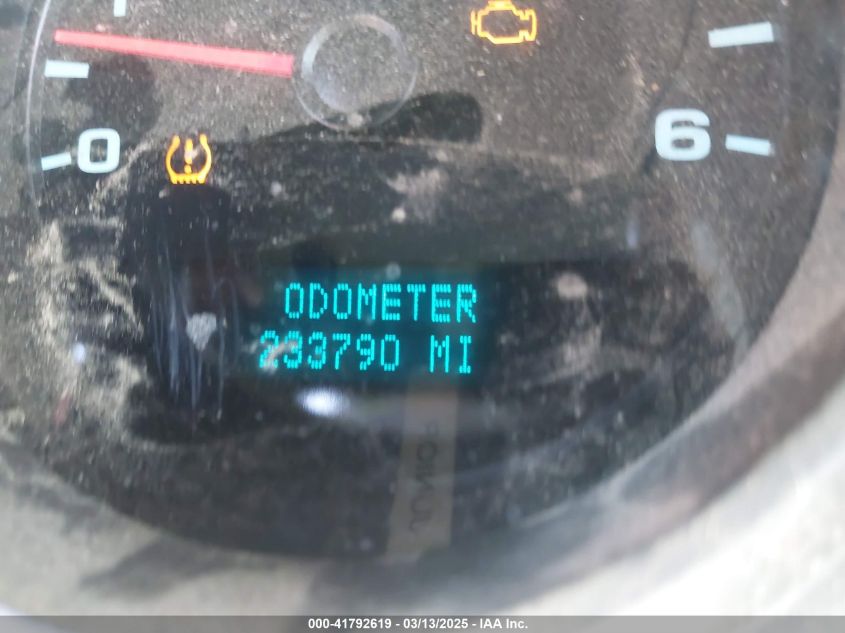 0
6
ODOMETER
233790 MI
000-41792619 - 03/13/2025 - IAA Inc.